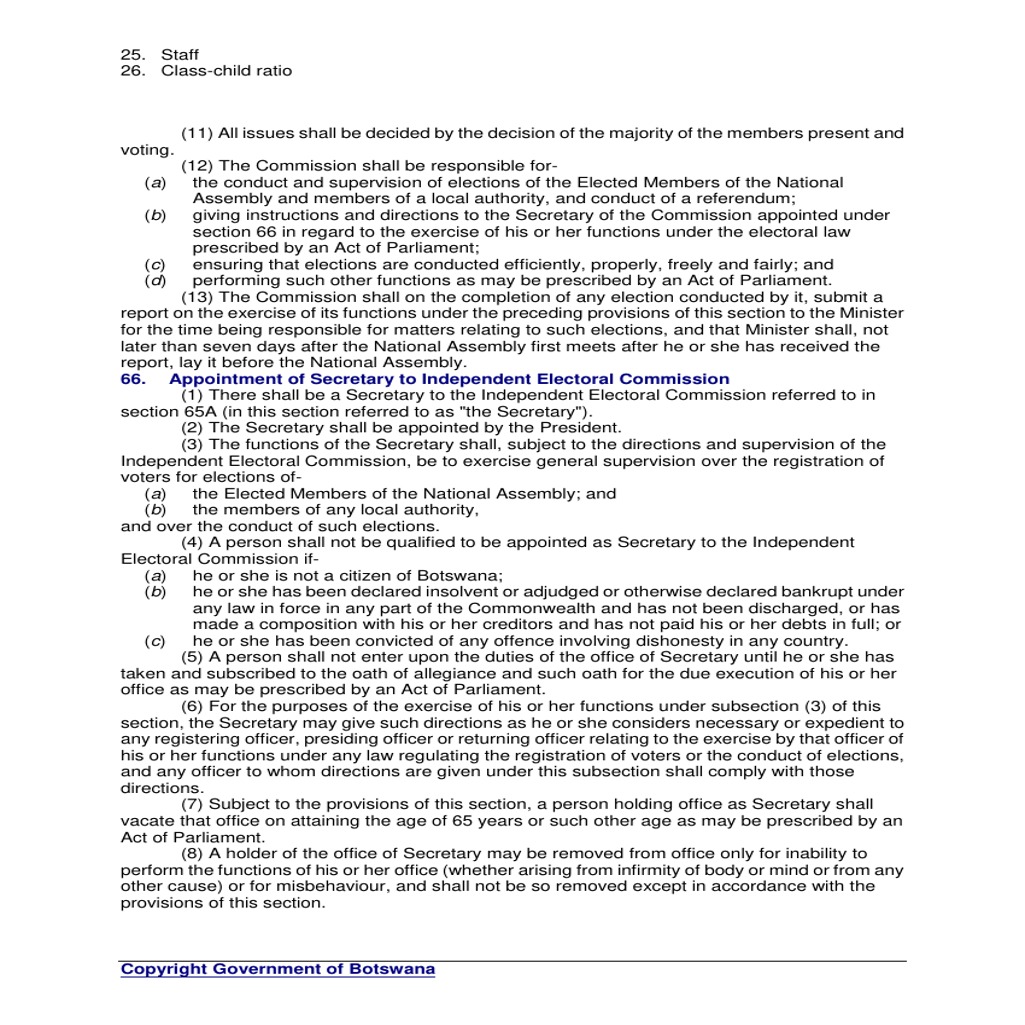 25. Staff
26. Class-child ratio
(11) All issues shall be decided by the decision of the majority of the members present and
voting.
(12) The Commission shall be responsible for-
(a) the conduct and supervision of elections of the Elected Members of the National
Assembly and members of a local authority, and conduct of a referendum;
(b) giving instructions and directions to the Secretary of the Commission appointed under
section 66 in regard to the exercise of his or her functions under the electoral law
prescribed by an Act of Parliament;
(c) ensuring that elections are conducted efficiently, properly, freely and fairly; and
(d) performing such other functions as may be prescribed by an Act of Parliament.
(13) The Commission shall on the completion of any election conducted by it, submit a
report on the exercise of its functions under the preceding provisions of this section to the Minister
for the time being responsible for matters relating to such elections, and that Minister shall, not
later than seven days after the National Assembly first meets after he or she has received the
report, lay it before the National Assembly.
66. Appointment of Secretary to Independent Electoral Commission
(1) There shall be a Secretary to the Independent Electoral Commission referred to in
section 65A (in this section referred to as "the Secretary").
(2) The Secretary shall be appointed by the President.
(3) The functions of the Secretary shall, subject to the directions and supervision of the
Independent Electoral Commission, be to exercise general supervision over the registration of
voters for elections of-
(a) the Elected Members of the National Assembly; and
(b) the members of any local authority,
and over the conduct of such elections.
(4) A person shall not be qualified to be appointed as Secretary to the Independent
Electoral Commission if-
(a) he or she is not a citizen of Botswana;
(b) he or she has been declared insolvent or adjudged or otherwise declared bankrupt under
any law in force in any part of the Commonwealth and has not been discharged, or has
made a composition with his or her creditors and has not paid his or her debts in full; or
(c) he or she has been convicted of any offence involving dishonesty in any country.
(5) A person shall not enter upon the duties of the office of Secretary until he or she has
taken and subscribed to the oath of allegiance and such oath for the due execution of his or her
office as may be prescribed by an Act of Parliament.
(6) For the purposes of the exercise of his or her functions under subsection (3) of this
section, the Secretary may give such directions as he or she considers necessary or expedient to
any registering officer, presiding officer or returning officer relating to the exercise by that officer of
his or her functions under any law regulating the registration of voters or the conduct of elections,
and any officer to whom directions are given under this subsection shall comply with those
directions.
(7) Subject to the provisions of this section, a person holding office as Secretary shall
vacate that office on attaining the age of 65 years or such other age as may be prescribed by an
Act of Parliament.
(8) A holder of the office of Secretary may be removed from office only for inability to
perform the functions of his or her office (whether arising from infirmity of body or mind or from any
other cause) or for misbehaviour, and shall not be so removed except in accordance with the
provisions of this section.
Copyright Government of Botswana